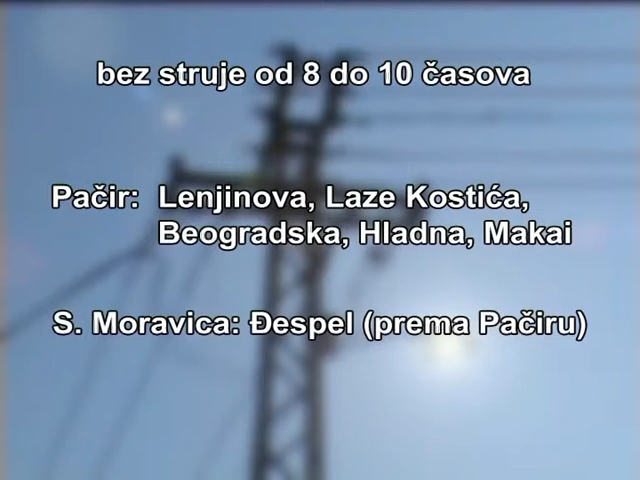 bez struje od 8 do 10 časova
Pačir: Lenjinova, Laze Kostića,
Beogradska, Hladna, Makai
S. Moravica: Đespel (prema Pačiru)